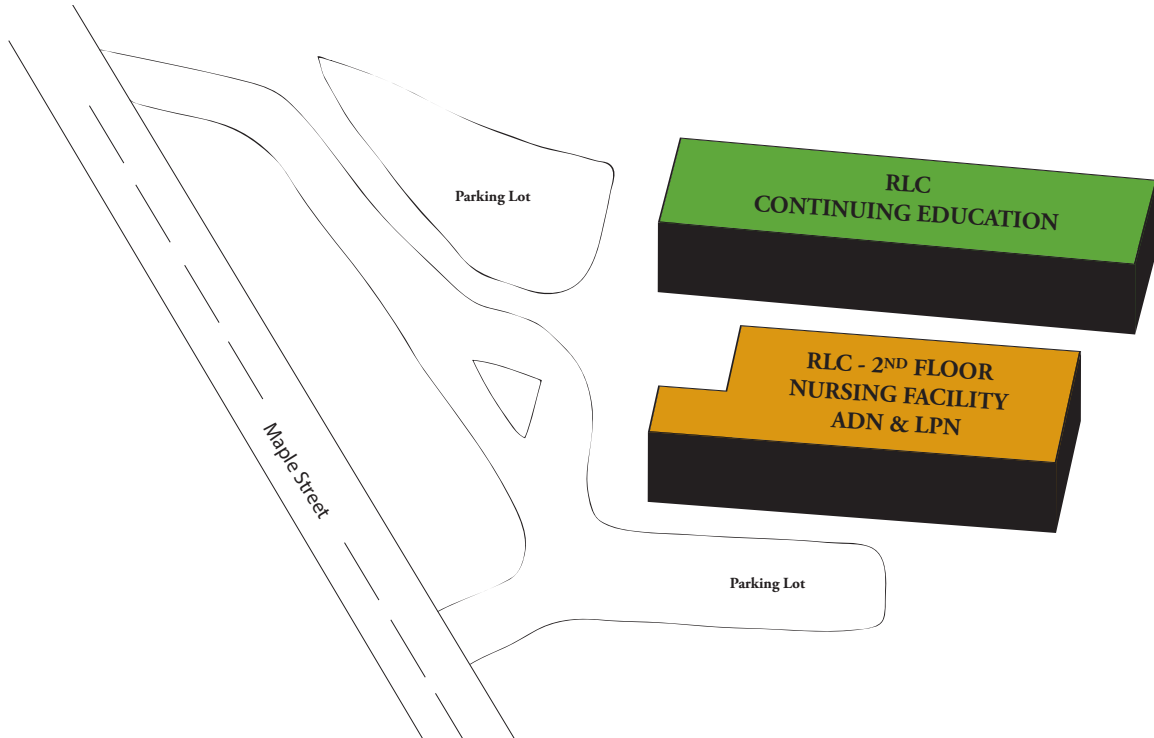 Parking Lot
RLC
CONTINUING EDUCATION
RLC - 2ND FLOOR
NURSING FACILITY
ADN & LPN
Maple Street
Parking Lot